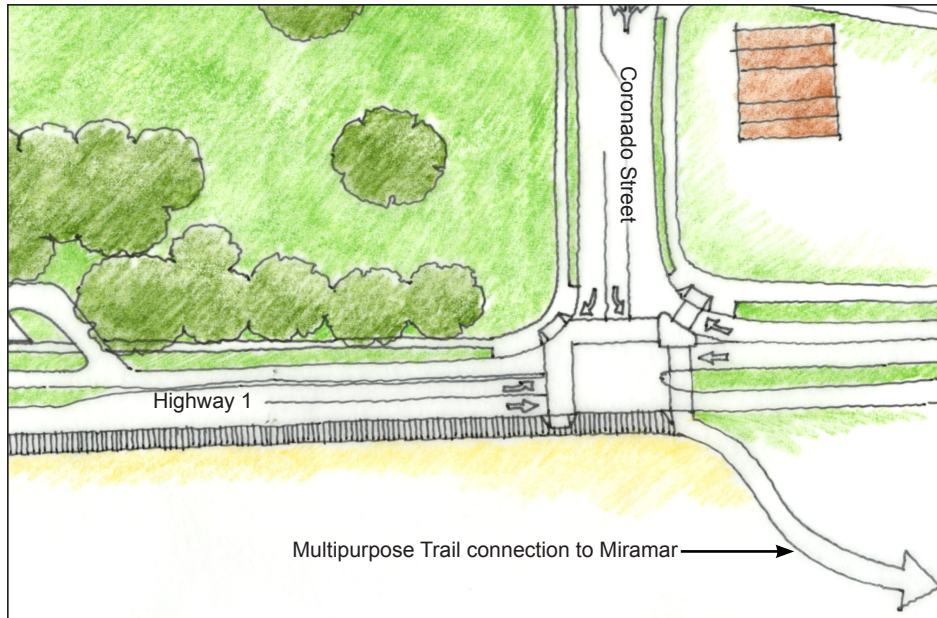 Coronado Street
Highway 1
Multipurpose Trail connection to Miramar